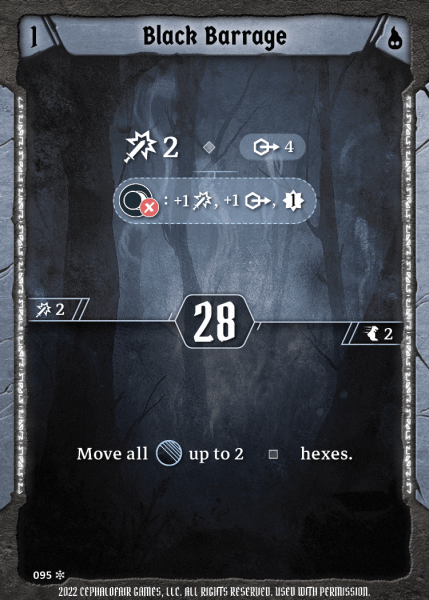 1 Black Barrage
2 4
: +1 , +1 , 1
2
28
2
Move all up to 2 hexes.
095
2022 CEPHALOFAIR GAMES, LLC. ALL RIGHTS RESERVED. USED WITH PERMISSION.